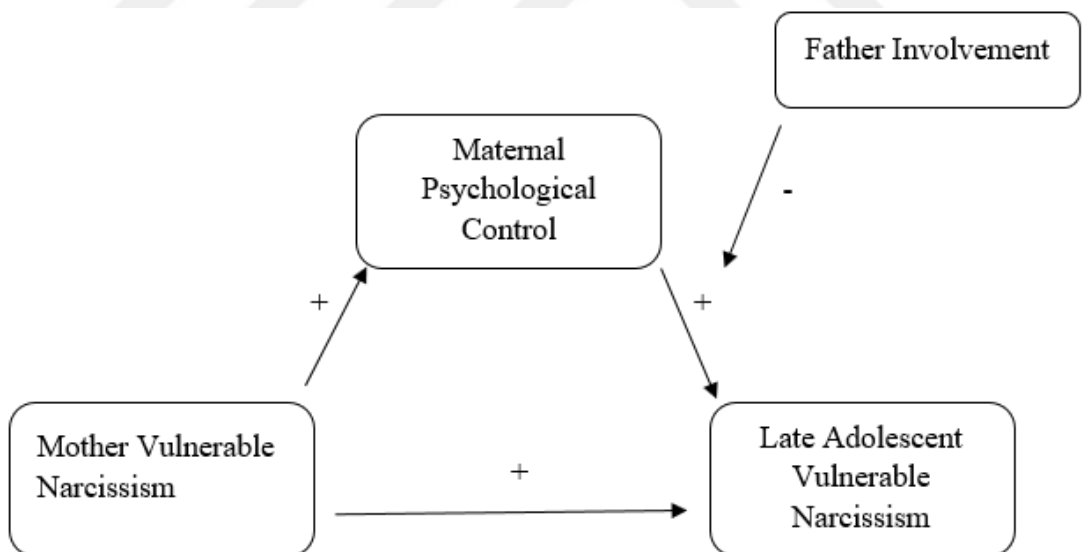 Father Involvement
Maternal
Psychological
Control
-
+
+
Mother Vulnerable
Narcissism
+
Late Adolescent
Vulnerable
Narcissism